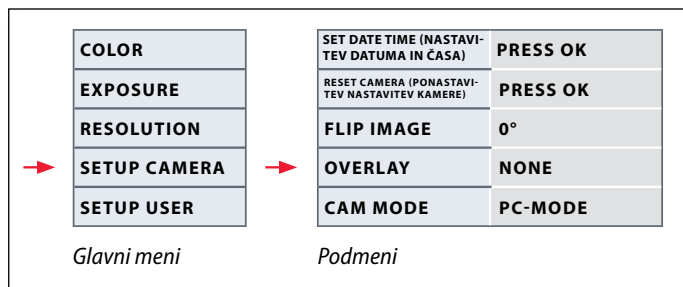 COLOR
EXPOSURE
RESOLUTION
SETUP CAMERA
SETUP USER
Glavni meni
SET DATE TIME (NASTAVI-
TEV DATUMA IN ČASA) PRESS OK
RESET CAMERA (PONASTAVI-
TEV NASTAVITEV KAMERE) PRESS OK
FLIP IMAGE 0°
OVERLAY NONE
CAM MODE PC-MODE
Podmeni